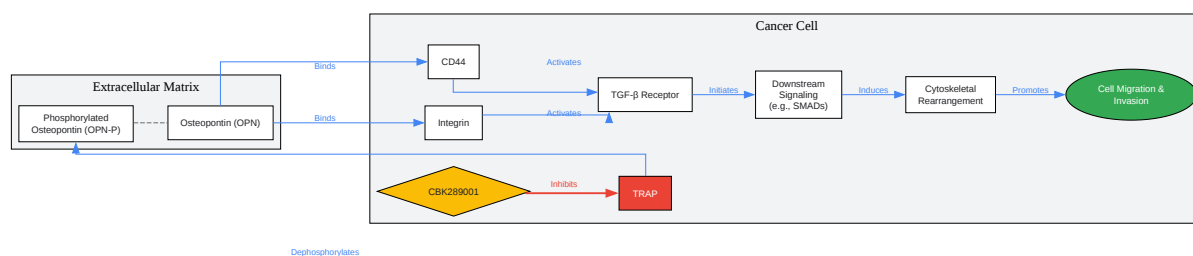 Cancer Cell
Extracellular Matrix
Phosphorylated
Osteopontin (OPN-P)
Osteopontin (OPN)
Binds
Binds
CD44
Integrin
Activates
Activates
TGF-β Receptor
Initiates
Downstream
Signaling
(e.g., SMADs)
Induces
Cytoskeletal
Rearrangement
Promotes
Cell Migration &
Invasion
CBK289001
Inhibits
TRAP
Dephosphorylates